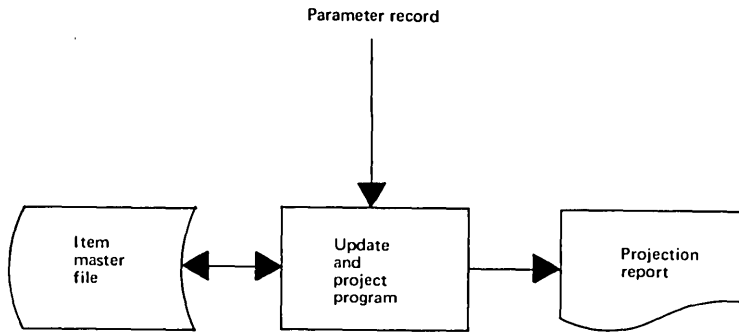 Parameter record
Item
master
file
Update
and
project
program
Projection
report